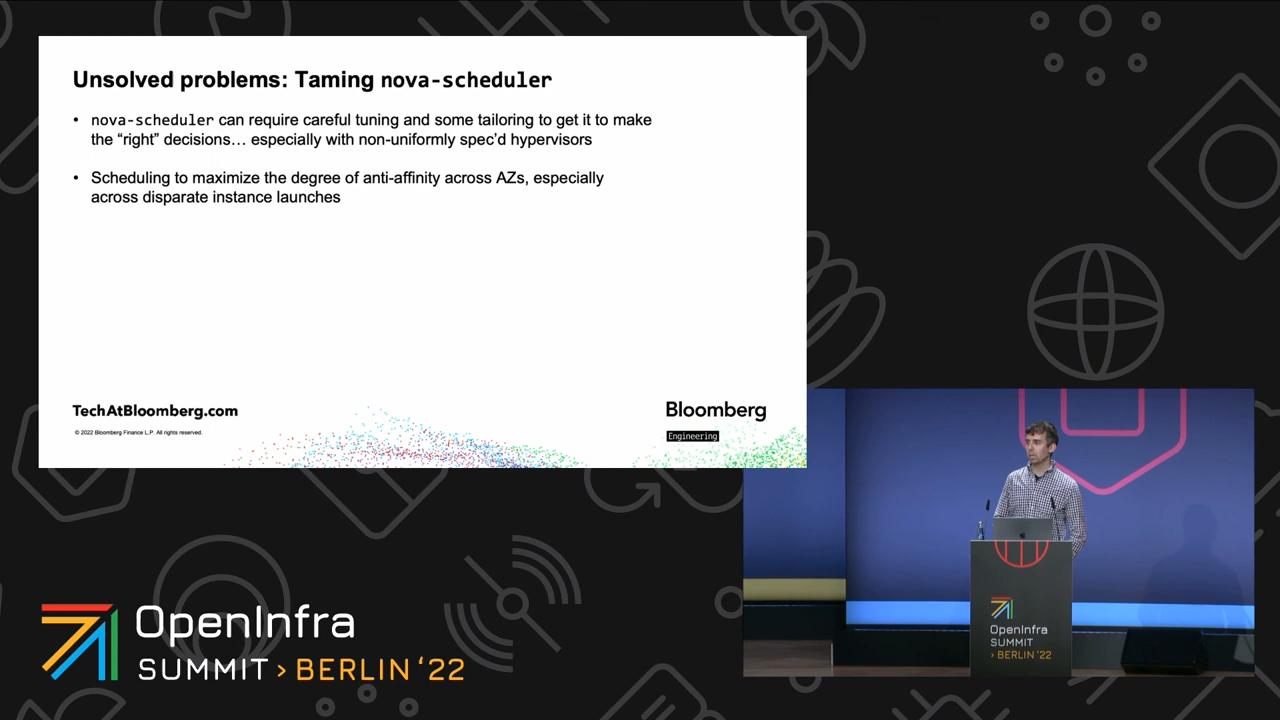 Unsolved problems: Taming nova-scheduler
• nova-scheduler can require careful tuning and some tailoring to get it to make
the “right” decisions… especially with non-uniformly spec’d hypervisors
• Scheduling to maximize the degree of anti-affinity across AZs, especially
across disparate instance launches
TechAtBloomberg.com
© 2022 Bloomberg Finance L.P. All rights reserved.
Bloomberg
Engineering
OpenInfra
SUMMIT › BERLIN ‘22
OpenInfra
SUMMIT
› BERLIN ’22